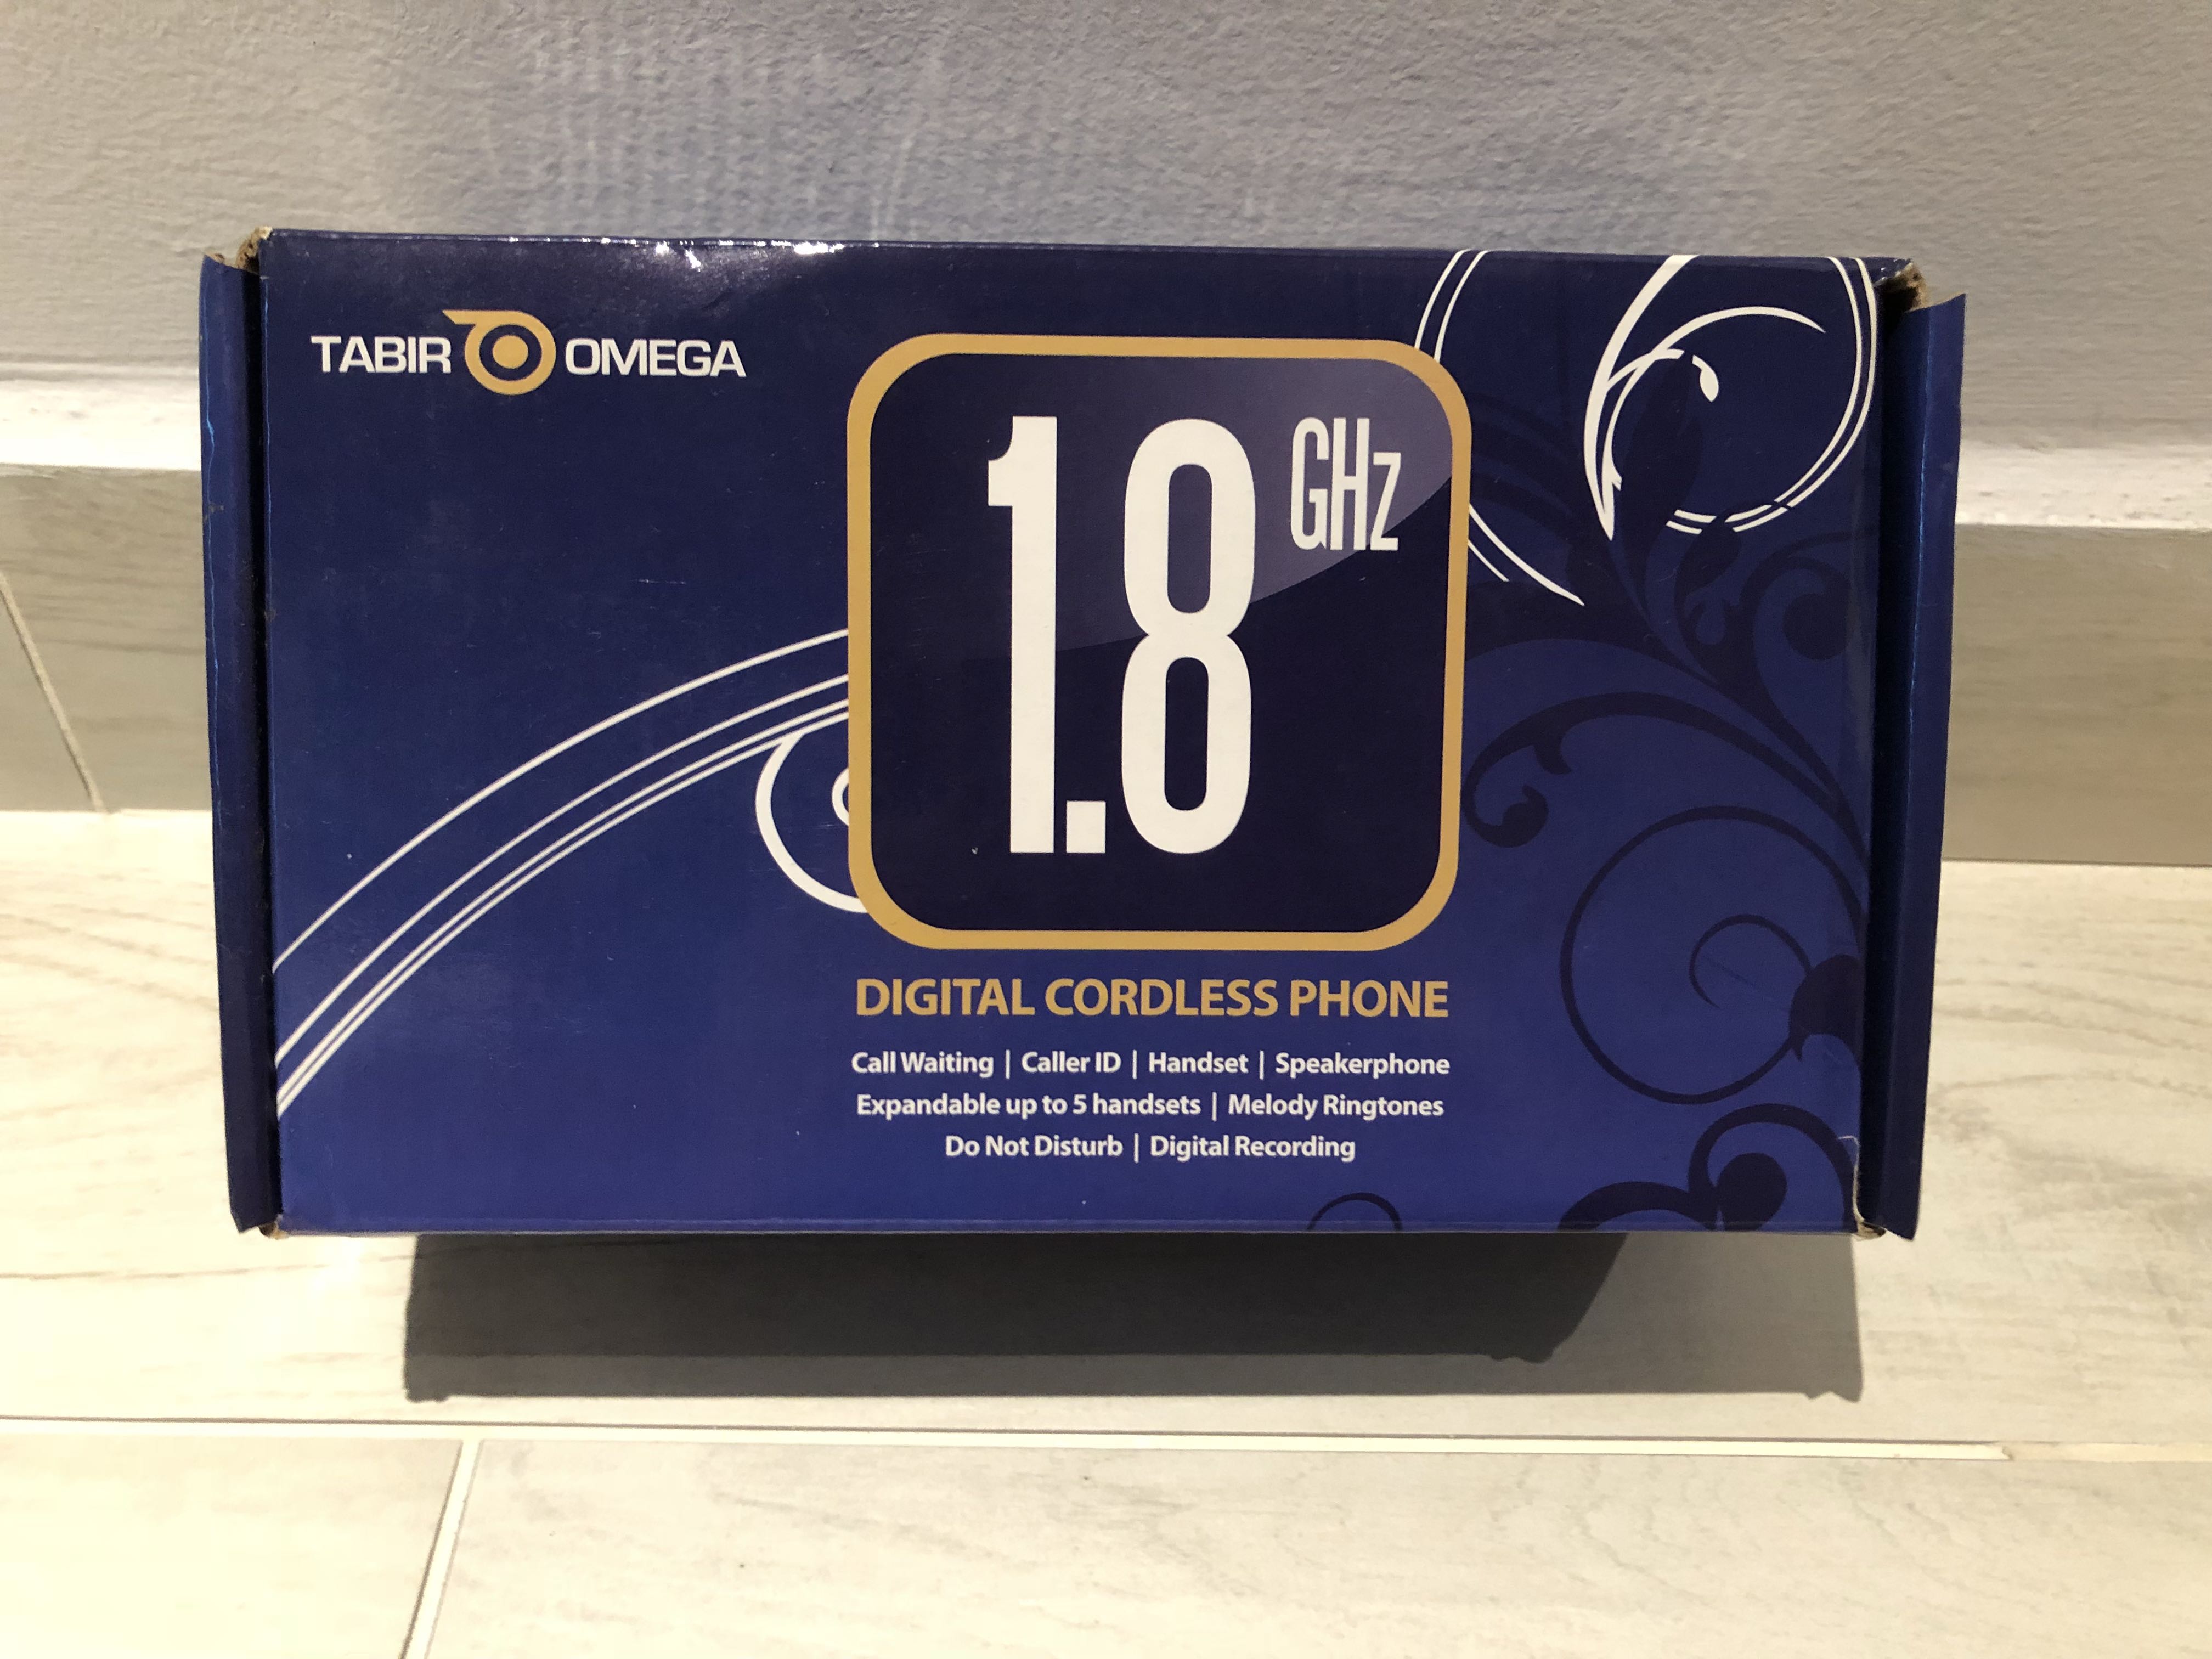 TABIR OMEGA
1.8 GHz
DIGITAL CORDLESS PHONE
Call Waiting | Caller ID | Handset | Speakerphone
Expandable up to 5 handsets | Melody Ringtones
Do Not Disturb | Digital Recording